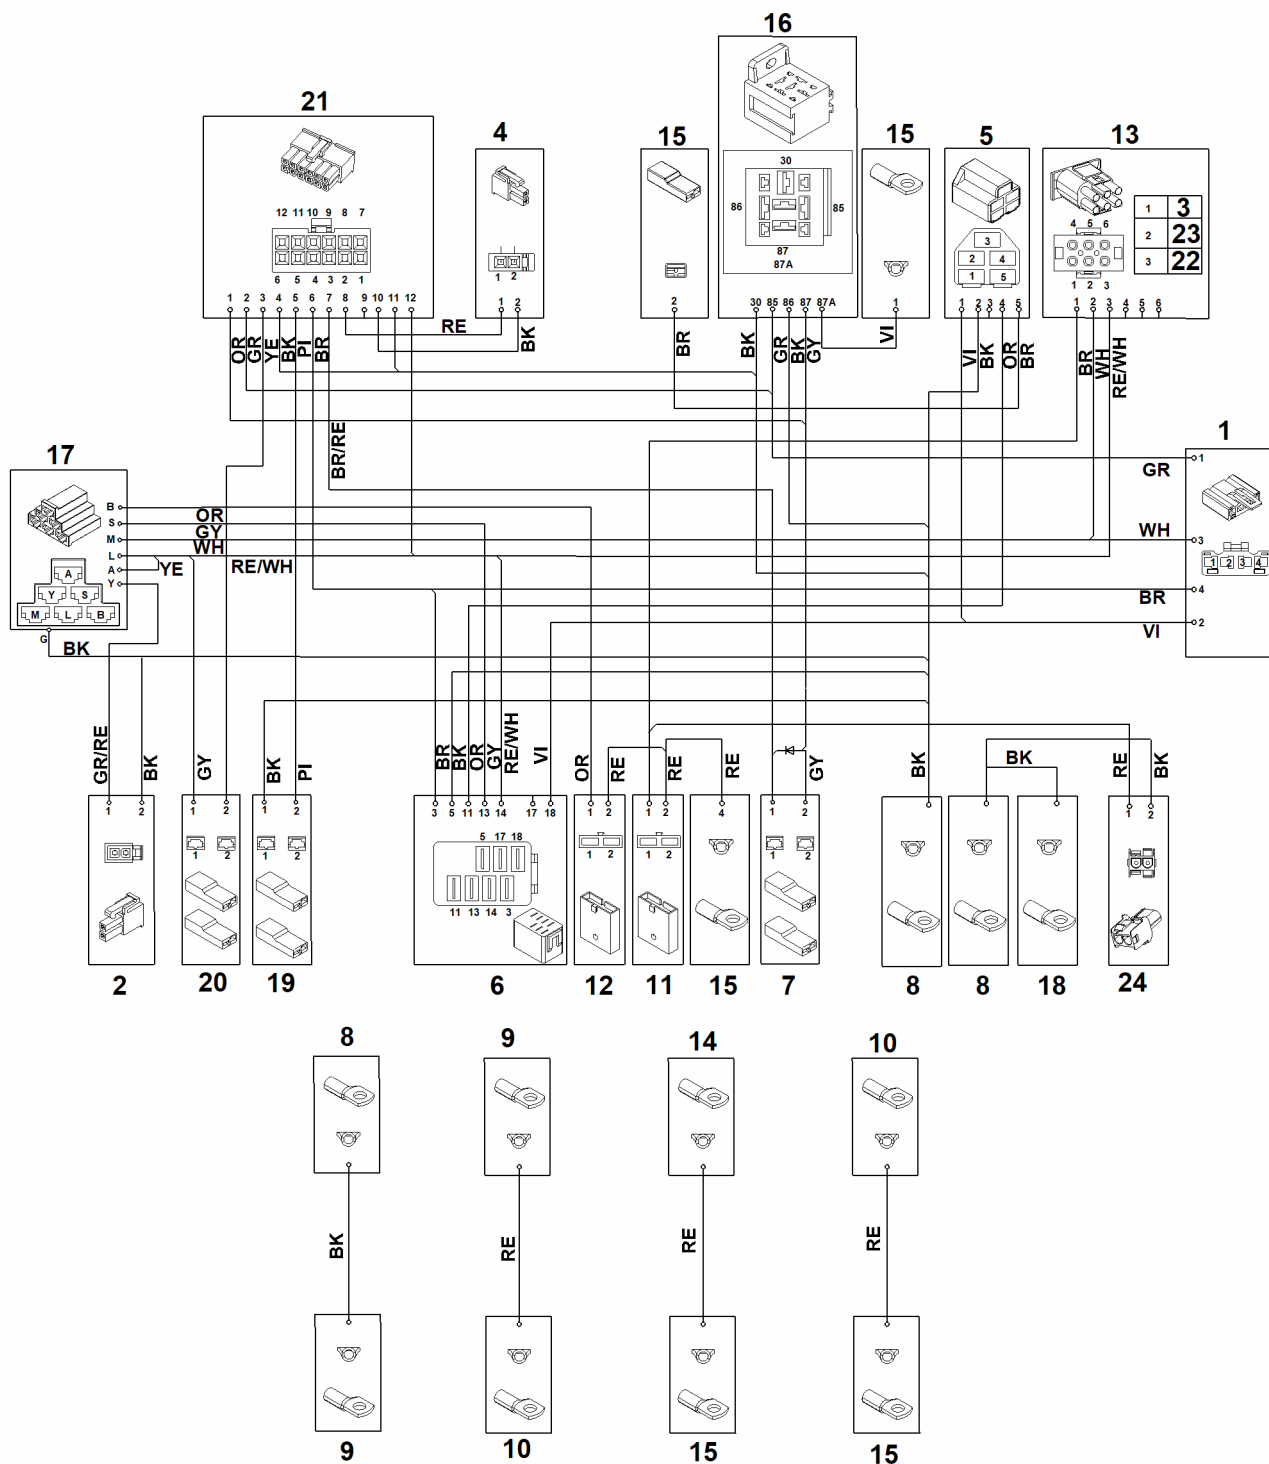 16
21
4
15
15
5
13
1 3
2 23
3 22
30
86 85
87
87A
12 11 10 9 8 7
6 5 4 3 2 1
1 2
3
2 4
1 5
4 5 6
1 2 3
1 2 3 4 5 6 7 8 9 10 11 12
1 2
2
30 85 86 87 87A
1
1 2 3 4 5
1 2 3 4 5 6
OR GR YE BK PI BR
RE
BK
BR
BK GR BK GY
VI
VI BK OR BR
BR WH RE/WH
BR/RE
17
1
B
S
M
L
A
Y
G
A
Y S
M L B
OR
GY
WH
YE
RE/WH
BK
1
GR
3
WH
1 2 3 4
4
BR
2
VI
GR/RE BK GY BK PI BR BK OR GY RE/WH VI OR RE RE RE GY BK BK RE BK
1 2
1 2
1 2
3 5 11 13 14 17 18
1 2
1 2
4
1 2
1 2
1 2
1 2
5 17 18
11 13 14 3
1 2
1 2
1 2
2 20 19 6 12 11 15 7 8 8 18 24
8 9 14 10
BK RE RE RE
9 10 15 15